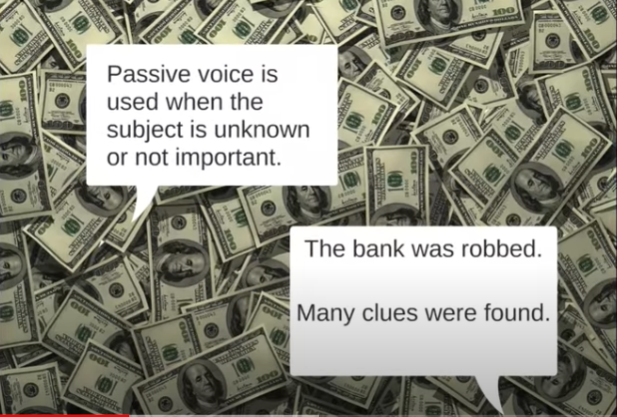 Passive voice is
used when the
subject is unknown
or not important.
The bank was robbed.
Many clues were found.